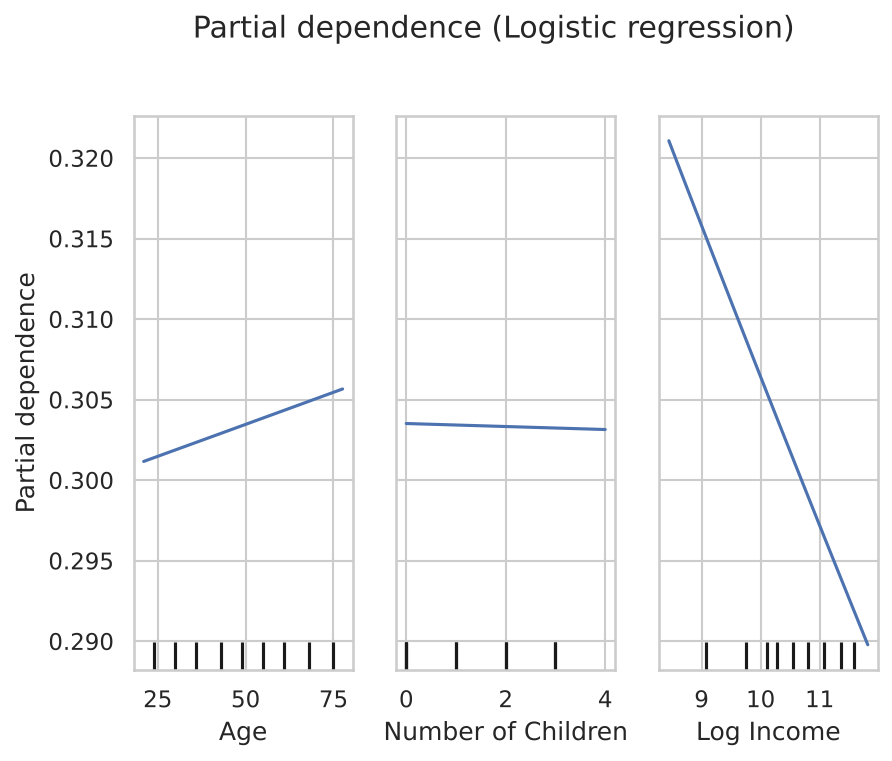 Partial dependence (Logistic regression)
Partial dependence
0.320
0.315
0.310
0.305
0.300
0.295
0.290
25 50 75
Age
0 2 4
Number of Children
9 10 11
Log Income